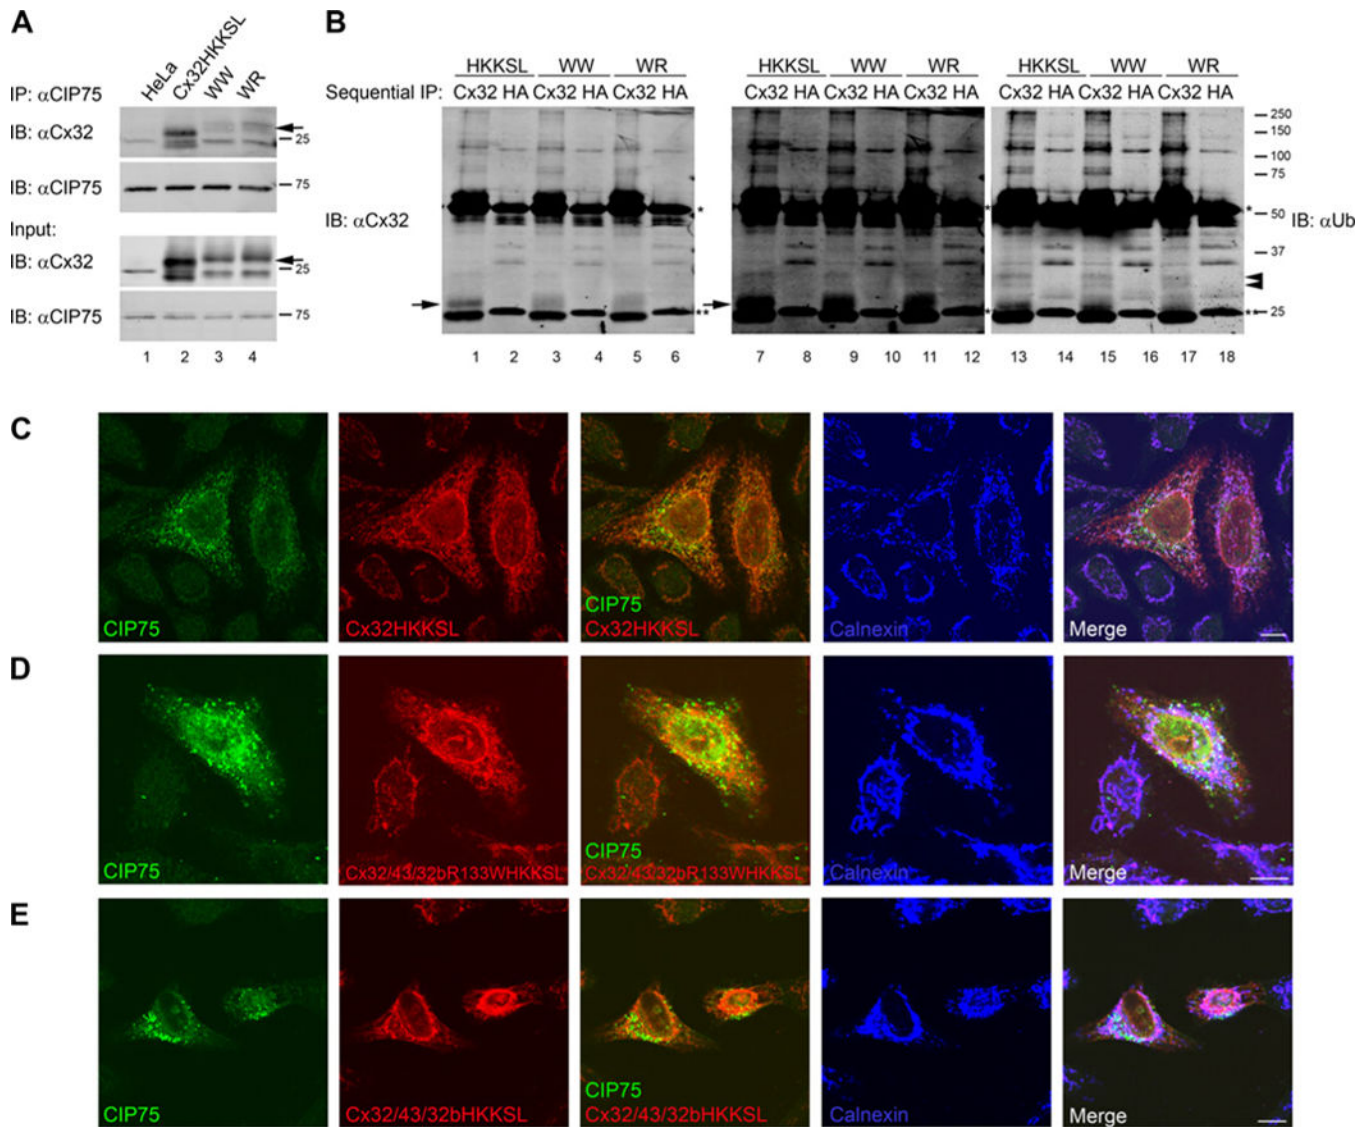 A
HeLa
Cx32HKKSL
WW
WR
IP: αCIP75
IB: αCx32
25
IB: αCIP75
75
Input:
IB: αCx32
25
IB: αCIP75
75
1 2 3 4
B
HKKSL WW WR HKKSL WW WR HKKSL WW WR
Sequential IP: Cx32 HA Cx32 HA Cx32 HA Cx32 HA Cx32 HA Cx32 HA Cx32 HA Cx32 HA Cx32 HA
250
150
100
75
* * 50 *
IB: αCx32
IB: αUb
37
** * 25 **
1 2 3 4 5 6 7 8 9 10 11 12 13 14 15 16 17 18
C
CIP75
Cx32HKKSL
CIP75
Cx32HKKSL
Calnexin
Merge
D
CIP75
Cx32/43/32bR133WHKKSL
CIP75
Cx32/43/32bR133WHKKSL
Calnexin
Merge
E
CIP75
Cx32/43/32bHKKSL
CIP75
Cx32/43/32bHKKSL
Calnexin
Merge